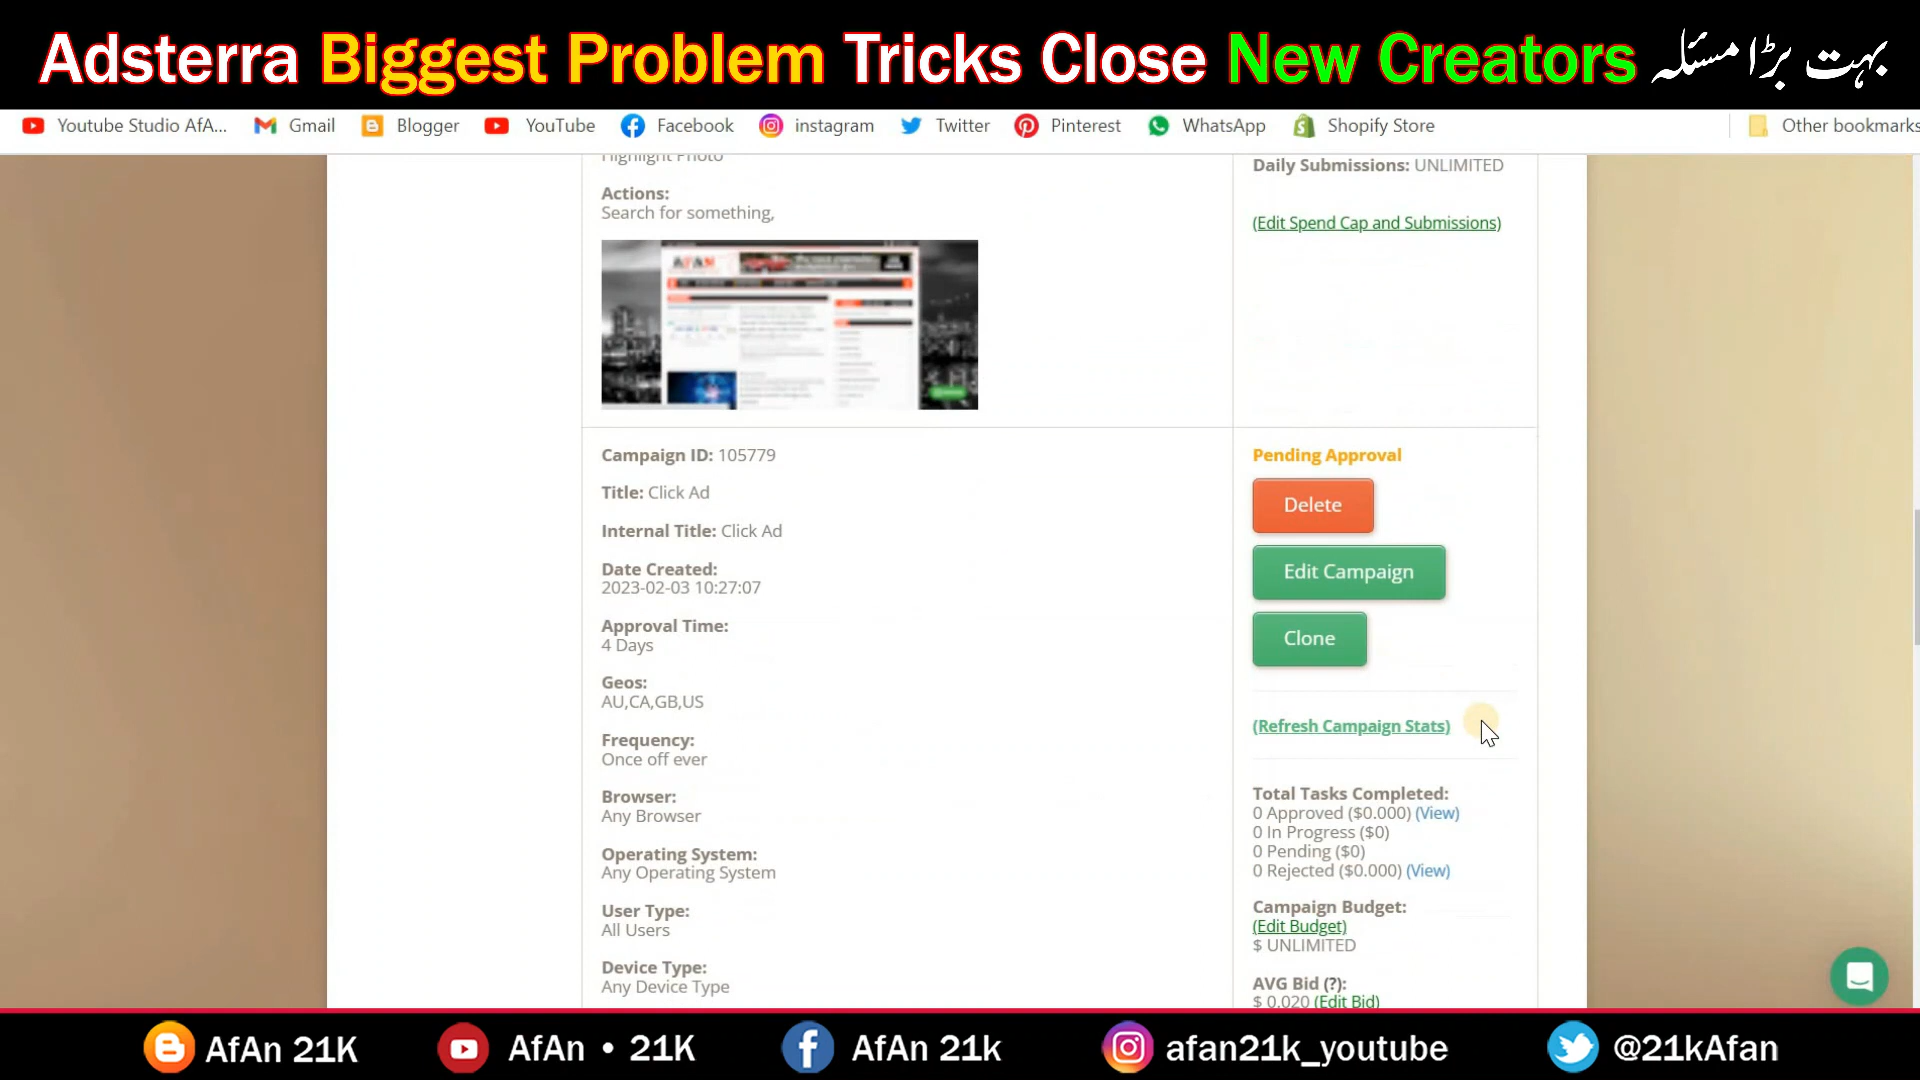 Adsterra Biggest Problem Tricks Close New Creators بہت بڑا مسئلہ
Youtube Studio AfA... Gmail Blogger YouTube Facebook instagram Twitter Pinterest WhatsApp Shopify Store Other bookmarks
Highlight Photo
Actions:
Search for something,
AFAN
Daily Submissions: UNLIMITED
(Edit Spend Cap and Submissions)
Campaign ID: 105779
Title: Click Ad
Internal Title: Click Ad
Date Created:
2023-02-03 10:27:07
Approval Time:
4 Days
Geos:
AU,CA,GB,US
Frequency:
Once off ever
Browser:
Any Browser
Operating System:
Any Operating System
User Type:
All Users
Device Type:
Any Device Type
Pending Approval
Delete
Edit Campaign
Clone
(Refresh Campaign Stats)
Total Tasks Completed:
0 Approved ($0.000) (View)
0 In Progress ($0)
0 Pending ($0)
0 Rejected ($0.000) (View)
Campaign Budget:
(Edit Budget)
$ UNLIMITED
AVG Bid (?):
$ 0.020 (Edit Bid)
AfAn 21K AfAn • 21K AfAn 21k afan21k_youtube @21kAfan